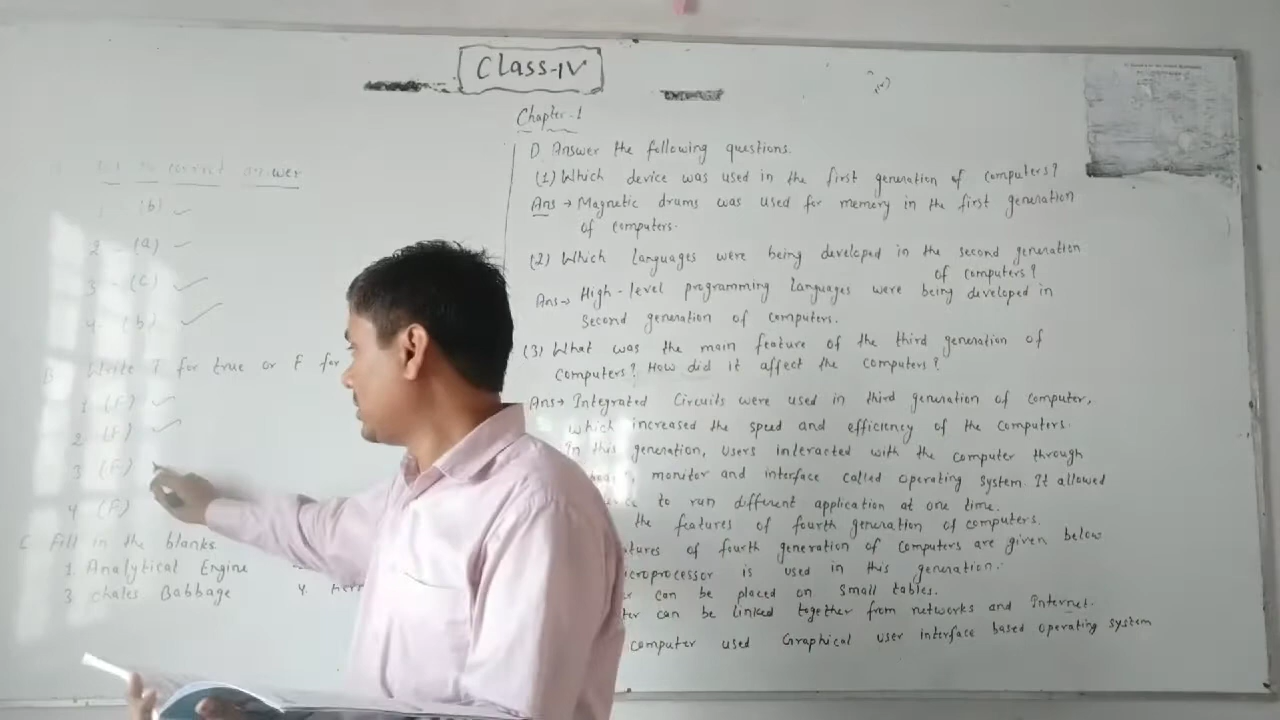 Class-IV
Chapter-1
correct answer
1 - (b)
2 - (a)
3 - (c)
4 - (b)
B Write T for true or F for
1 (F)
2 (F)
3 (F)
4 (F)
C Fill in the blanks.
1. Analytical Engine
3 chales Babbage
4.
D Answer the following questions.
(1) Which device was used in the first generation of computers?
Ans → Magnetic drums was used for memory in the first generation
of computers.
(2) Which languages were being developed in the second generation
of computers?
Ans → High-level programming languages were being developed in
second generation of computers.
(3) What was the main feature of the third generation of
computers? How did it affect the computers?
Ans → Integrated Circuits were used in third generation of computer,
which increased the speed and efficiency of the computers.
In this generation, users interacted with the computer through
monitor and interface called operating system. It allowed
to run different application at one time.
the features of fourth generation of computers.
of fourth generation of computers are given below
is used in this generation.
can be placed on small tables.
can be linked together from networks and Internet.
computer used Graphical user interface based operating system